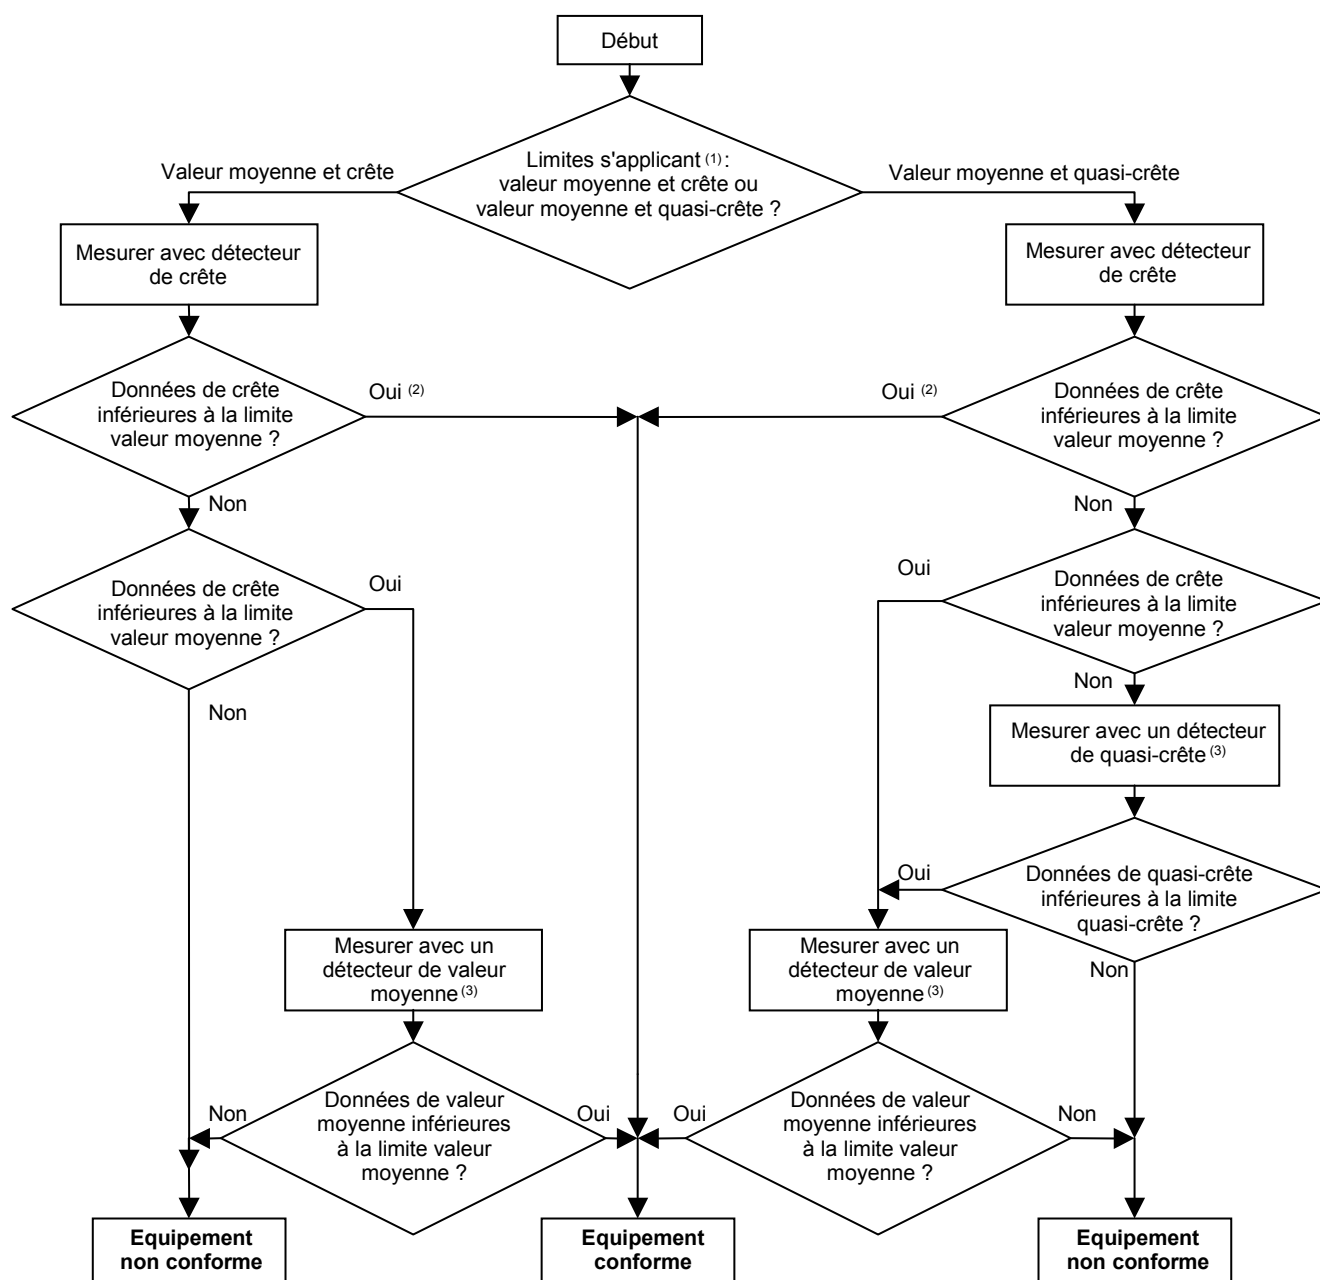 Début
Limites s'applicant (1) :
valeur moyenne et crête ou
valeur moyenne et quasi-crête ?
Valeur moyenne et crête
Valeur moyenne et quasi-crête
Mesurer avec détecteur
de crête
Mesurer avec détecteur
de crête
Données de crête
inférieures à la limite
valeur moyenne ?
Oui (2)
Oui (2)
Données de crête
inférieures à la limite
valeur moyenne ?
Non
Non
Données de crête
inférieures à la limite
valeur moyenne ?
Oui
Oui
Données de crête
inférieures à la limite
valeur moyenne ?
Non
Non
Mesurer avec un détecteur
de quasi-crête (3)
Oui
Données de quasi-crête
inférieures à la limite
quasi-crête ?
Mesurer avec un
détecteur de valeur
moyenne (3)
Mesurer avec un
détecteur de valeur
moyenne (3)
Non
Non
Données de valeur
moyenne inférieures
à la limite valeur
moyenne ?
Oui
Oui
Données de valeur
moyenne inférieures
à la limite valeur
moyenne ?
Non
Equipement
non conforme
Equipement
conforme
Equipement
non conforme